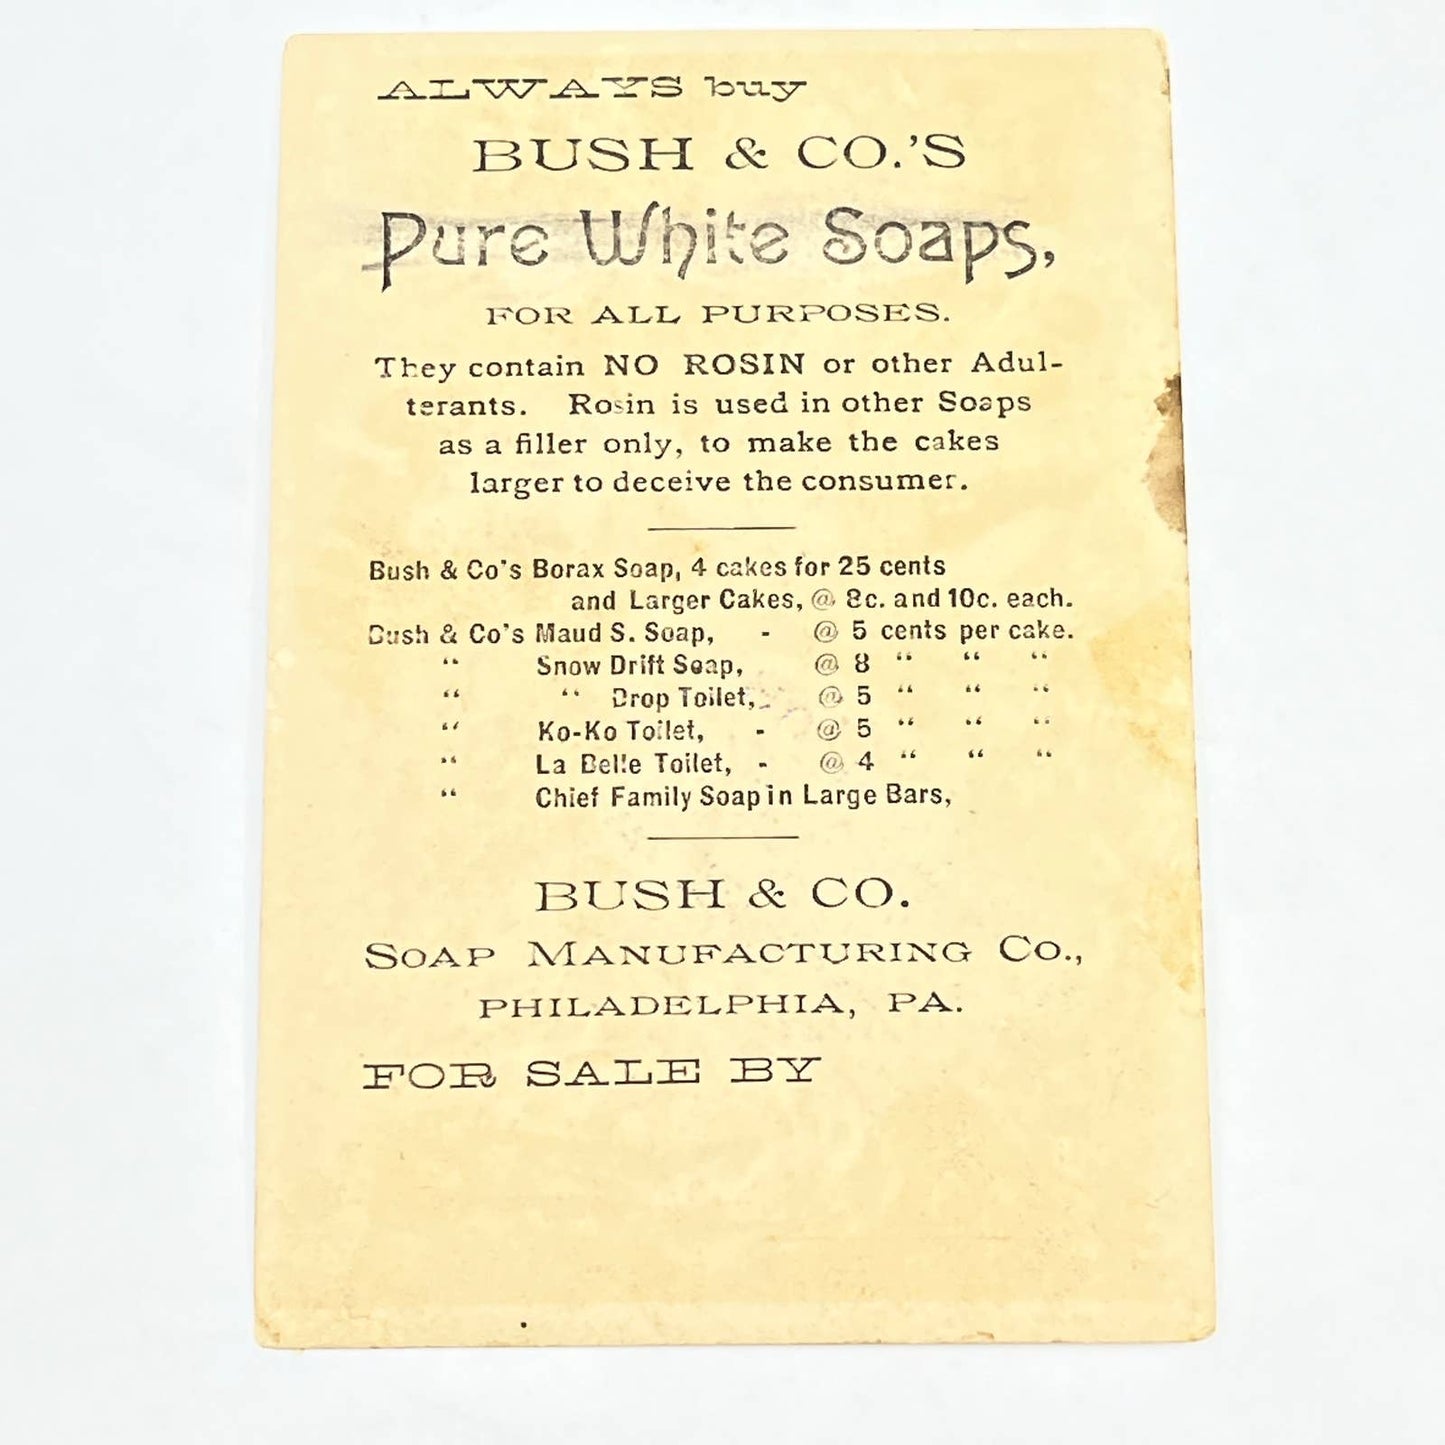 ALWAYS buy
BUSH & CO.'S
Pure White Soaps,
FOR ALL PURPOSES.
They contain NO ROSIN or other Adul-
terants. Rosin is used in other Soaps
as a filler only, to make the cakes
larger to deceive the consumer.
Bush & Co's Borax Soap, 4 cakes for 25 cents
and Larger Cakes, @ 8c. and 10c. each.
Bush & Co's Maud S. Soap, - @ 5 cents per cake.
“ Snow Drift Soap, @ 8 “ “ “
“ “ Drop Toilet, @ 5 “ “ “
“ Ko-Ko Toilet, - @ 5 “ “ “
“ La Belle Toilet, - @ 4 “ “ “
“ Chief Family Soap in Large Bars,
BUSH & CO.
SOAP MANUFACTURING CO.,
PHILADELPHIA, PA.
FOR SALE BY